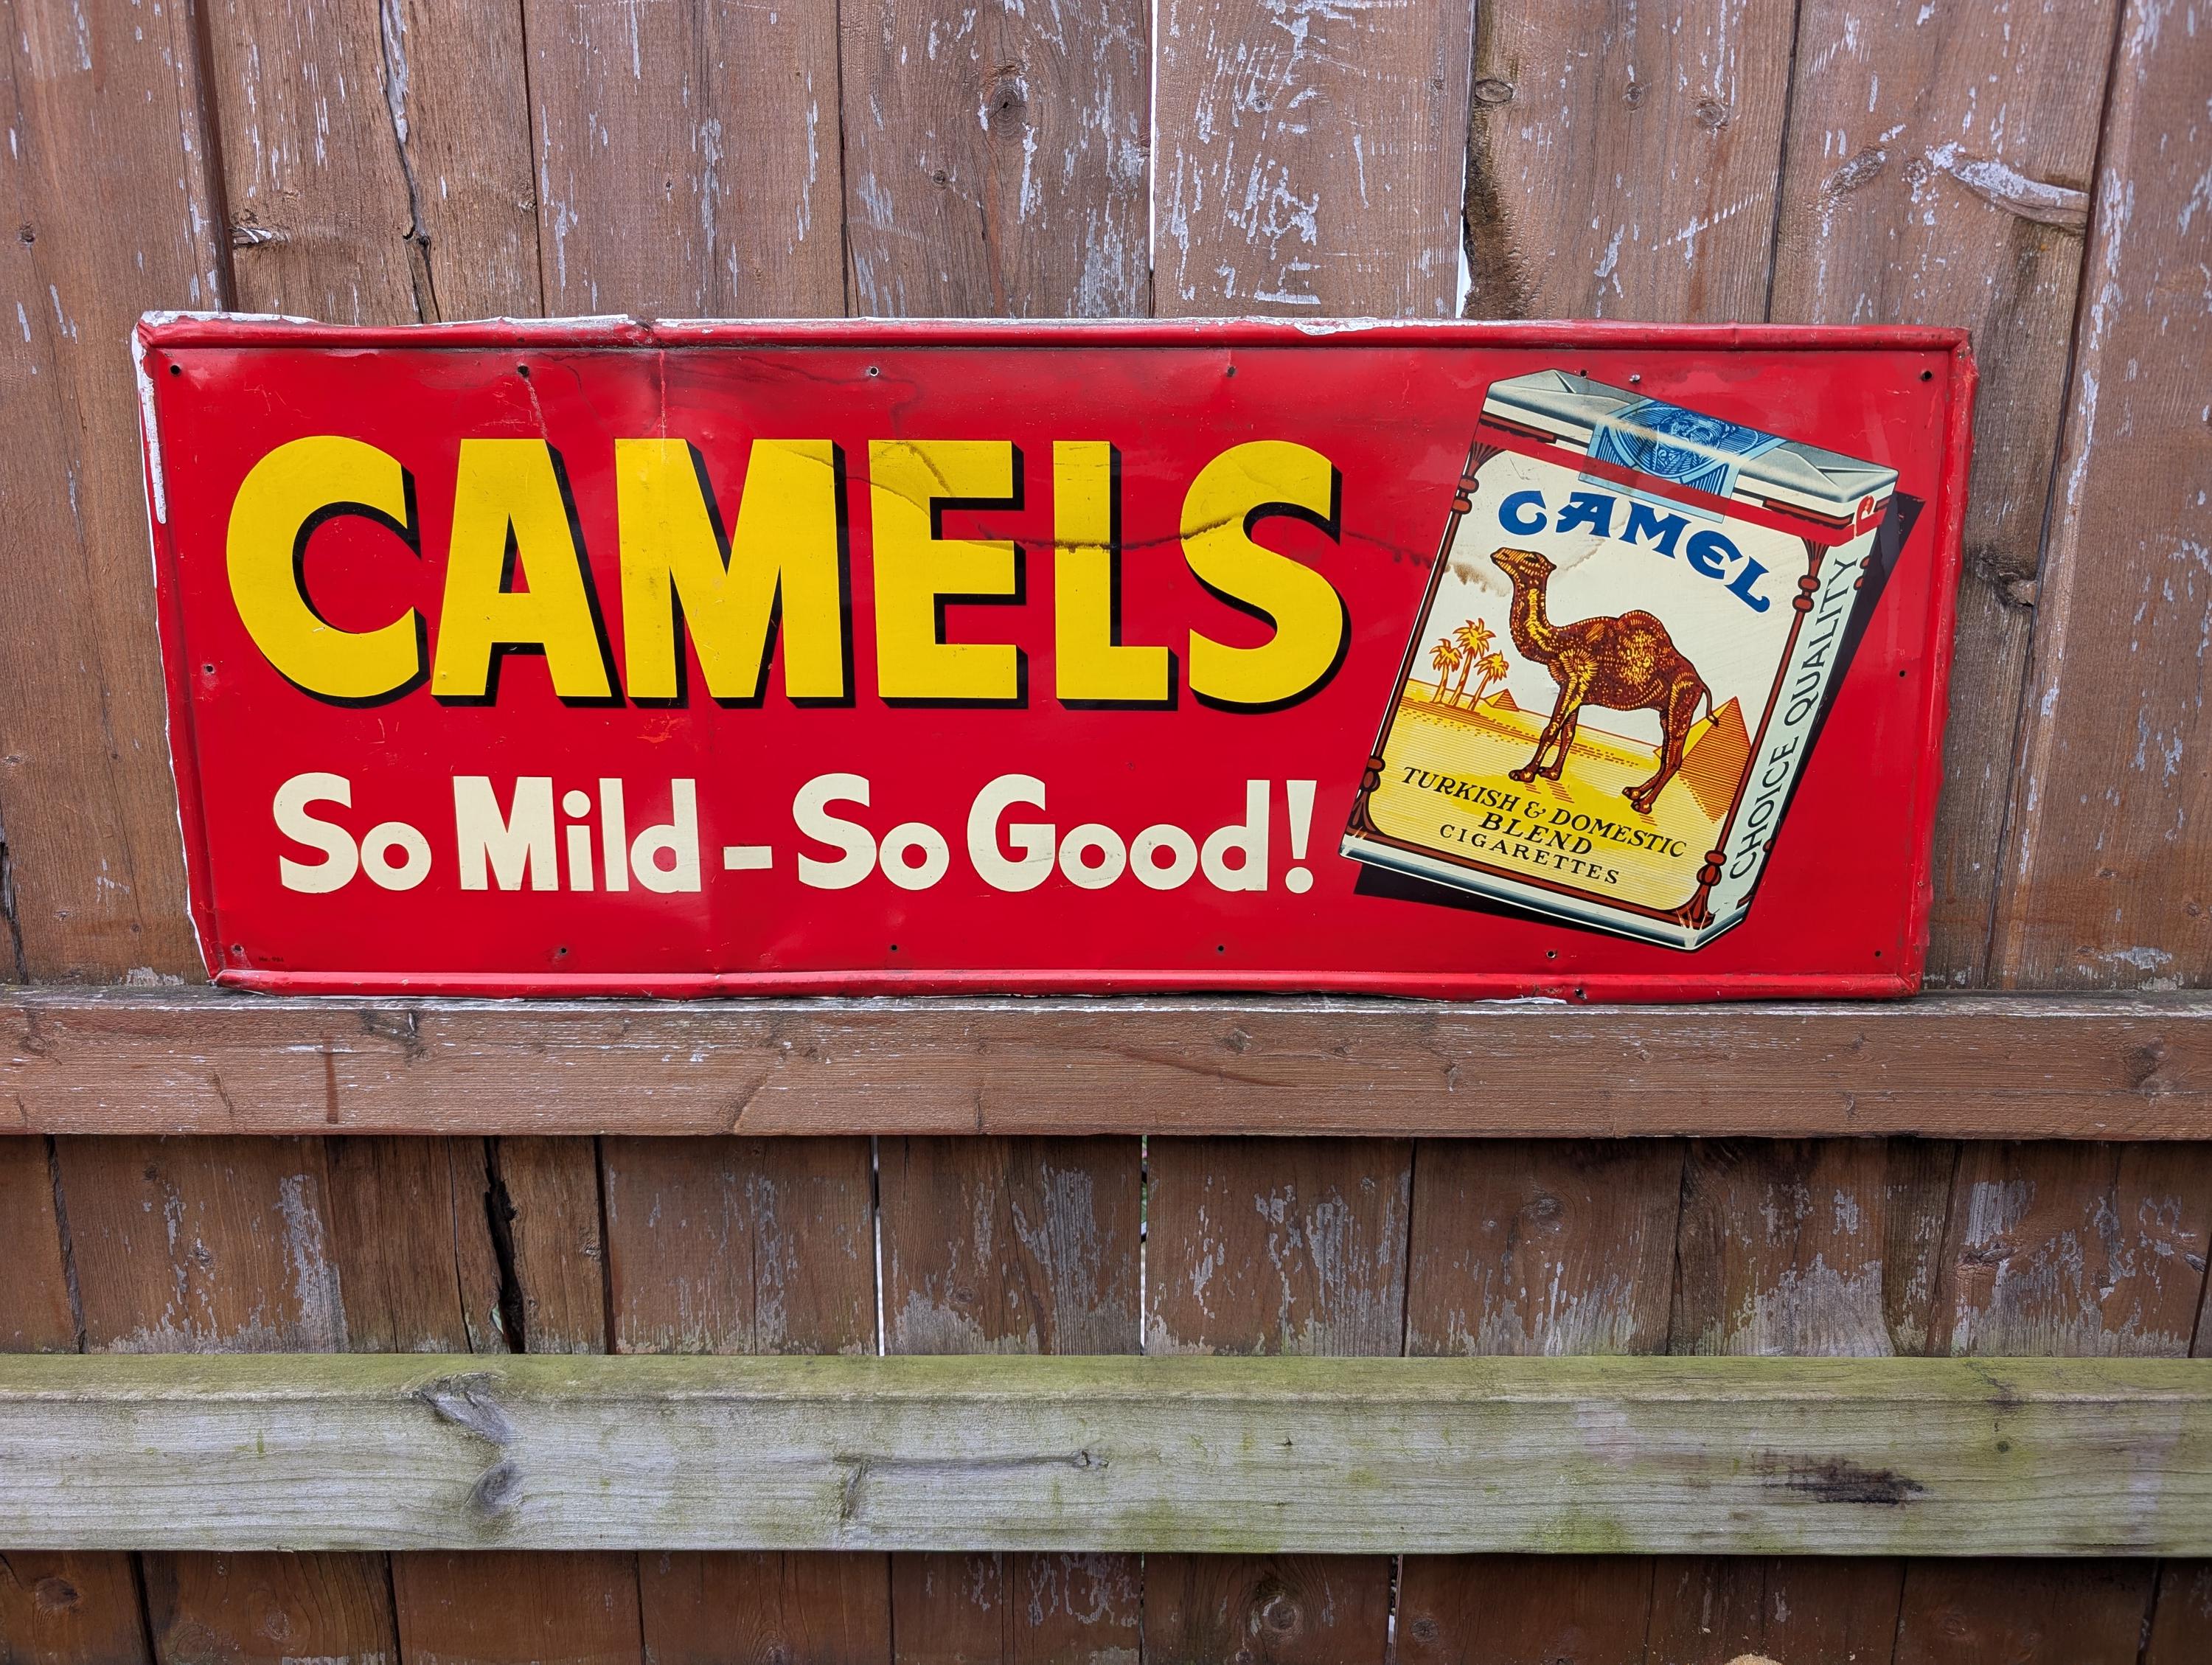 CAMELS
So Mild - So Good!
CAMEL
TURKISH & DOMESTIC
BLEND
CIGARETTES
CHOICE QUALITY